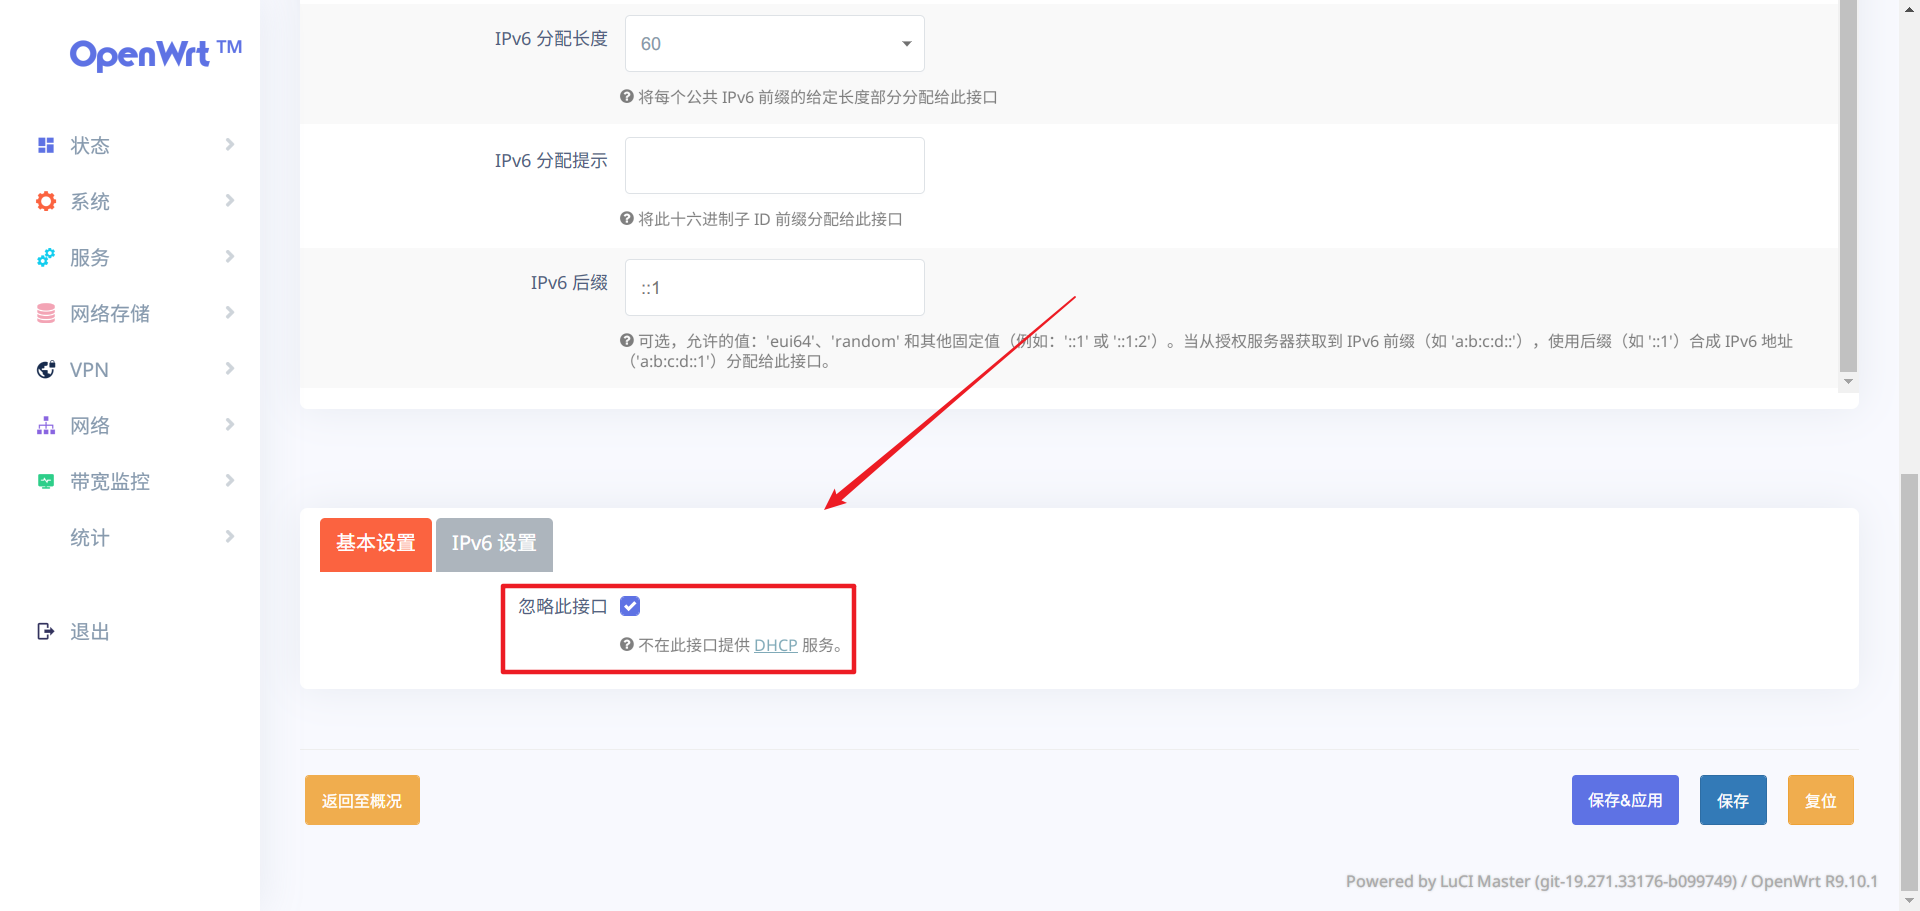 OpenWrt TM
状态
系统
服务
网络存储
VPN
网络
带宽监控
统计
退出
IPv6 分配长度
60
将每个公共 IPv6 前缀的给定长度部分分配给此接口
IPv6 分配提示
将此十六进制子 ID 前缀分配给此接口
IPv6 后缀
::1
可选，允许的值：'eui64'、'random' 和其他固定值（例如：'::1' 或 '::1:2'）。当从授权服务器获取到 IPv6 前缀（如 'a:b:c:d::'），使用后缀（如 '::1'）合成 IPv6 地址
（'a:b:c:d::1'）分配给此接口。
基本设置
IPv6 设置
忽略此接口
不在此接口提供 DHCP 服务。
返回至概况
保存&应用
保存
复位
Powered by LuCI Master (git-19.271.33176-b099749) / OpenWrt R9.10.1